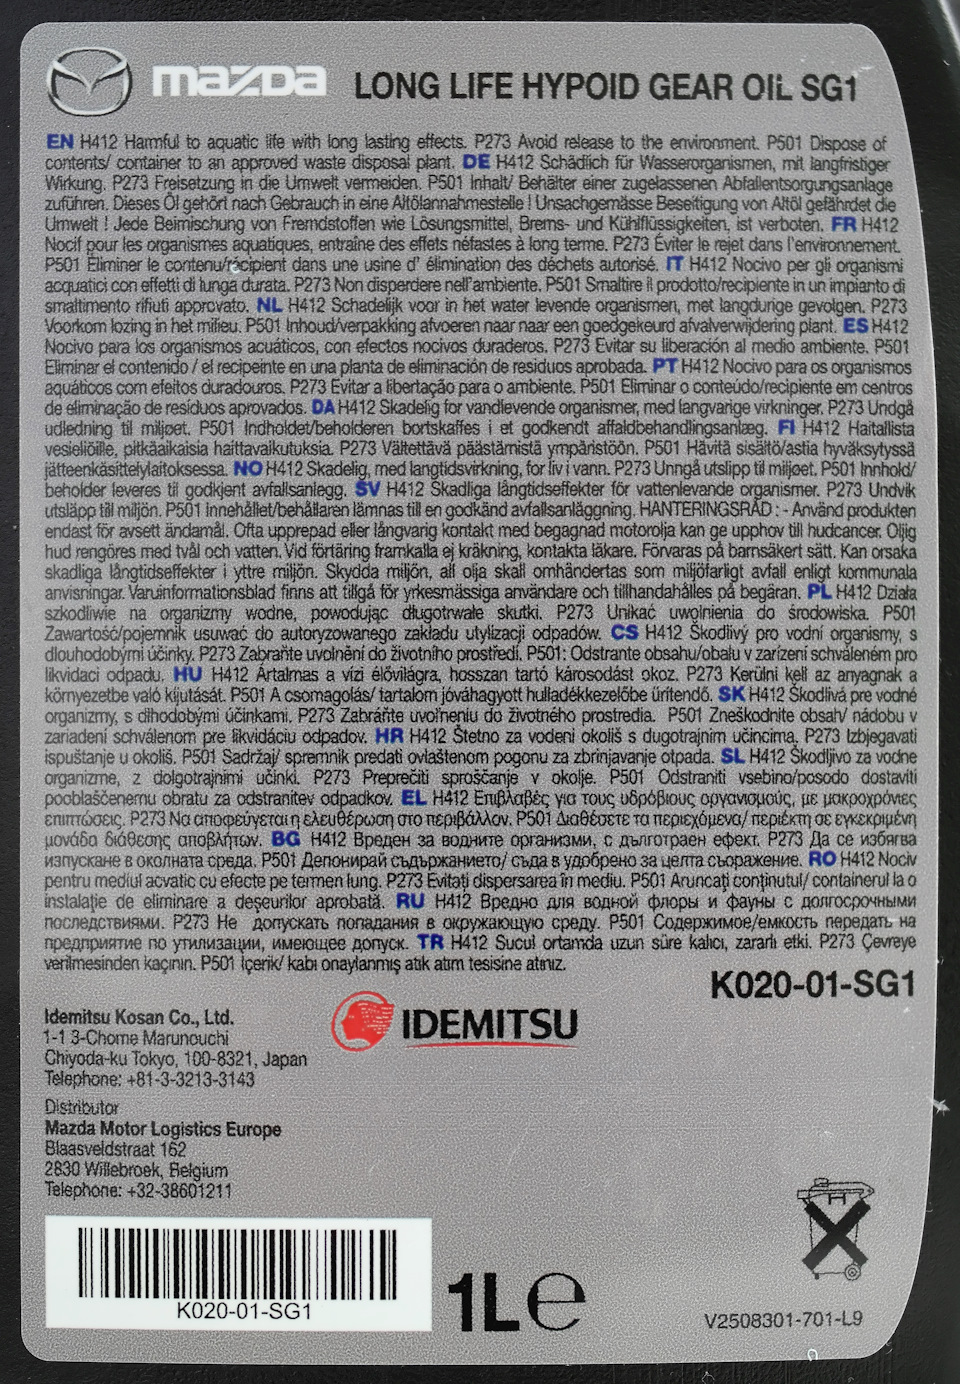 mazda LONG LIFE HYPOID GEAR OIL SG1
EN H412 Harmful to aquatic life with long lasting effects. P273 Avoid release to the environment. P501 Dispose of
contents/ container to an approved waste disposal plant. DE H412 Schädlich für Wasserorganismen, mit langfristiger
Wirkung. P273 Freisetzung in die Umwelt vermeiden. P501 Inhalt/ Behälter einer zugelassenen Abfallentsorgungsanlage
zuführen. Dieses Öl gehört nach Gebrauch in eine Altölannahmestelle ! Unsachgemässe Beseitigung von Altöl gefährdet die
Umwelt ! Jede Beimischung von Fremdstoffen wie Lösungsmittel, Brems- und Kühlflüssigkeiten, ist verboten. FR H412
Nocif pour les organismes aquatiques, entraîne des effets néfastes à long terme. P273 Éviter le rejet dans l'environnement.
P501 Éliminer le contenu/récipient dans une usine d' élimination des déchets autorisé. IT H412 Nocivo per gli organismi
acquatici con effetti di lunga durata. P273 Non disperdere nell'ambiente. P501 Smaltire il prodotto/recipiente in un impianto di
smaltimento rifiuti approvato. NL H412 Schadelijk voor in het water levende organismen, met langdurige gevolgen. P273
Voorkom lozing in het milieu. P501 Inhoud/verpakking afvoeren naar naar een goedgekeurd afvalverwijdering plant. ES H412
Nocivo para los organismos acuáticos, con efectos nocivos duraderos. P273 Evitar su liberación al medio ambiente. P501
Eliminar el contenido / el recipeinte en una planta de eliminación de residuos aprobada. PT H412 Nocivo para os organismos
aquáticos com efeitos duradouros. P273 Evitar a libertação para o ambiente. P501 Eliminar o conteúdo/recipiente em centros
de eliminação de resíduos aprovados. DA H412 Skadelig for vandlevende organismer, med langvarige virkninger. P273 Undgå
udledning til miljøet. P501 Indholdet/beholderen bortskaffes i et godkendt affaldbehandlingsanlæg. FI H412 Haitallista
vesieliöille, pitkäaikaisia haittavaikutuksia. P273 Vältettävä päästämistä ympäristöön. P501 Hävitä sisältö/astia hyväksytyssä
jätteenkäsittelylaitoksessa. NO H412 Skadelig, med langtidsvirkning, for liv i vann. P273 Unngå utslipp til miljøet. P501 Innhold/
beholder leveres til godkjent avfallsanlegg. SV H412 Skadliga långtidseffekter för vattenlevande organismer. P273 Undvik
utsläpp till miljön. P501 Innehållet/behållaren lämnas till en godkänd avfallsanläggning. HANTERINGSRÅD : - Använd produkten
endast för avsett ändamål. Ofta upprepad eller långvarig kontakt med begagnad motorolja kan ge upphov till hudcancer. Oljig
hud rengöres med tvål och vatten. Vid förtäring framkalla ej kräkning, kontakta läkare. Förvaras på barnsäkert sätt. Kan orsaka
skadliga långtidseffekter i yttre miljön. Skydda miljön, all olja skall omhändertas som miljöfarligt avfall enligt kommunala
anvisningar. Varuinformationsblad finns att tillgå för yrkesmässiga användare och tillhandahålles på begäran. PL H412 Działa
szkodliwie na organizmy wodne, powodując długotrwałe skutki. P273 Unikać uwolnienia do środowiska. P501
Zawartość/pojemnik usuwać do autoryzowanego zakładu utylizacji odpadów. CS H412 Škodlivý pro vodní organismy, s
dlouhodobými účinky. P273 Zabraňte uvolnění do životního prostředí. P501: Odstrante obsahu/obalu v zarízení schváleném pro
likvidaci odpadu. HU H412 Ártalmas a vízi élővilágra, hosszan tartó károsodást okoz. P273 Kerülni kell az anyagnak a
környezetbe való kijutását. P501 A csomagolás/ tartalom jóváhagyott hulladékkezelőbe ürítendő. SK H412 Škodlivá pre vodné
organizmy, s dlhodobými účinkami. P273 Zabráňte uvoľneniu do životného prostredia. P501 Zneškodnite obsah/ nádobu v
zariadení schválenom pre likvidáciu odpadov. HR H412 Štetno za vodeni okoliš s dugotrajnim učincima. P273 Izbjegavati
ispuštanje u okoliš. P501 Sadržaj/ spremnik predati ovlaštenom pogonu za zbrinjavanje otpada. SL H412 Škodljivo za vodne
organizme, z dolgotrajnimi učinki. P273 Preprečiti sproščanje v okolje. P501 Odstraniti vsebino/posodo dostaviti
pooblaščenemu obratu za odstranitev odpadkov. EL H412 Επιβλαβές για τους υδρόβιους οργανισμούς, με μακροχρόνιες
επιπτώσεις. P273 Να αποφεύγεται η ελευθέρωση στο περιβάλλον. P501 Διαθέσετε τα περιεχόμενα/ περιέκτη σε εγκεκριμένη
μονάδα διάθεσης αποβλήτων. BG H412 Вреден за водните организми, с дълготраен ефект. P273 Да се избягва
изпускане в околната среда. P501 Депонирай съдържанието/ съда в удобрено за целта съоражение. RO H412 Nociv
pentru mediul acvatic cu efecte pe termen lung. P273 Evitați dispersarea în mediu. P501 Aruncați conținutul/ containerul la o
instalație de eliminare a deșeurilor aprobată. RU H412 Вредно для водной флоры и фауны с долгосрочными
последствиями. P273 Не допускать попадания в окружающую среду. P501 Содержимое/емкость передать на
предприятие по утилизации, имеющее допуск. TR H412 Sucul ortamda uzun süre kalıcı, zararlı etki. P273 Çevreye
verilmesinden kaçının. P501 İçerik/ kabı onaylanmış atık atım tesisine atınız.
K020-01-SG1
Idemitsu Kosan Co., Ltd.
1-1 3-Chome Marunouchi
Chiyoda-ku Tokyo, 100-8321, Japan
Telephone: +81-3-3213-3143
IDEMITSU
Distributor
Mazda Motor Logistics Europe
Blaasveldstraat 162
2830 Willebroek, Belgium
Telephone: +32-38601211
K020-01-SG1
1L e
V2508301-701-L9